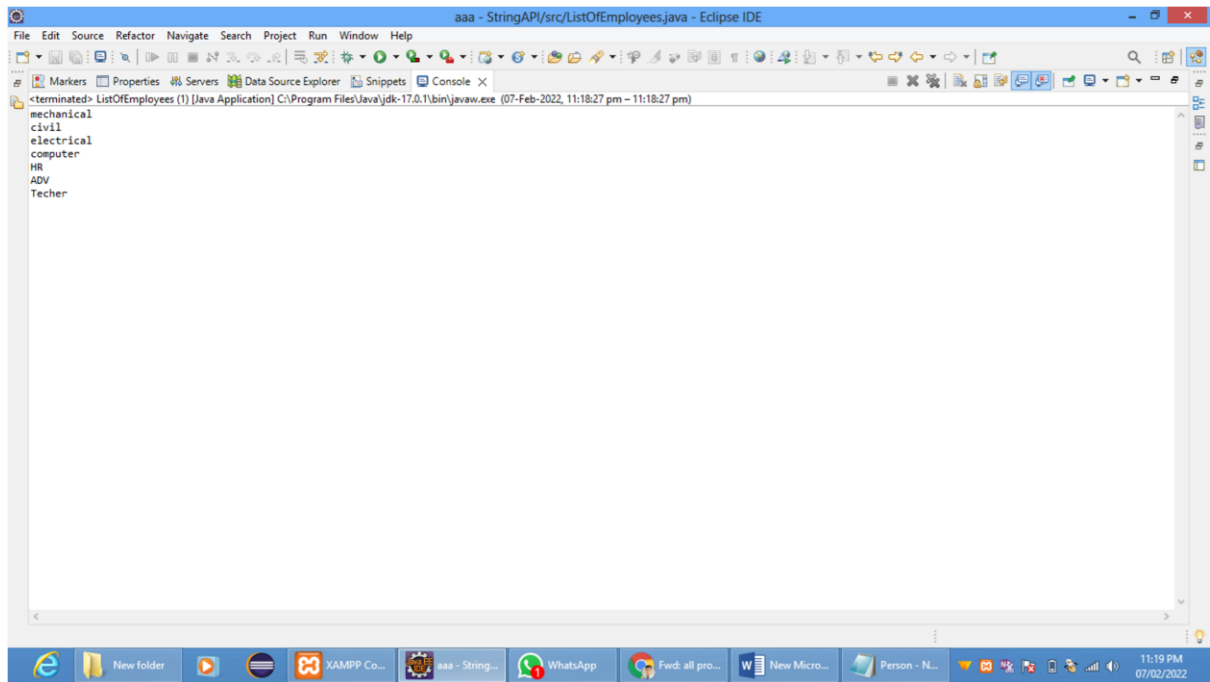 aaa - StringAPI/src/ListOfEmployees.java - Eclipse IDE
File Edit Source Refactor Navigate Search Project Run Window Help
Markers Properties Servers Data Source Explorer Snippets Console
<terminated> ListOfEmployees (1) [Java Application] C:\Program Files\Java\jdk-17.0.1\bin\javaw.exe (07-Feb-2022, 11:18:27 pm – 11:18:27 pm)
mechanical
civil
electrical
computer
HR
ADV
Techer
New folder XAMPP Co... aaa - String... WhatsApp Fwd: all pro... New Micro... Person - N... 11:19 PM
07/02/2022